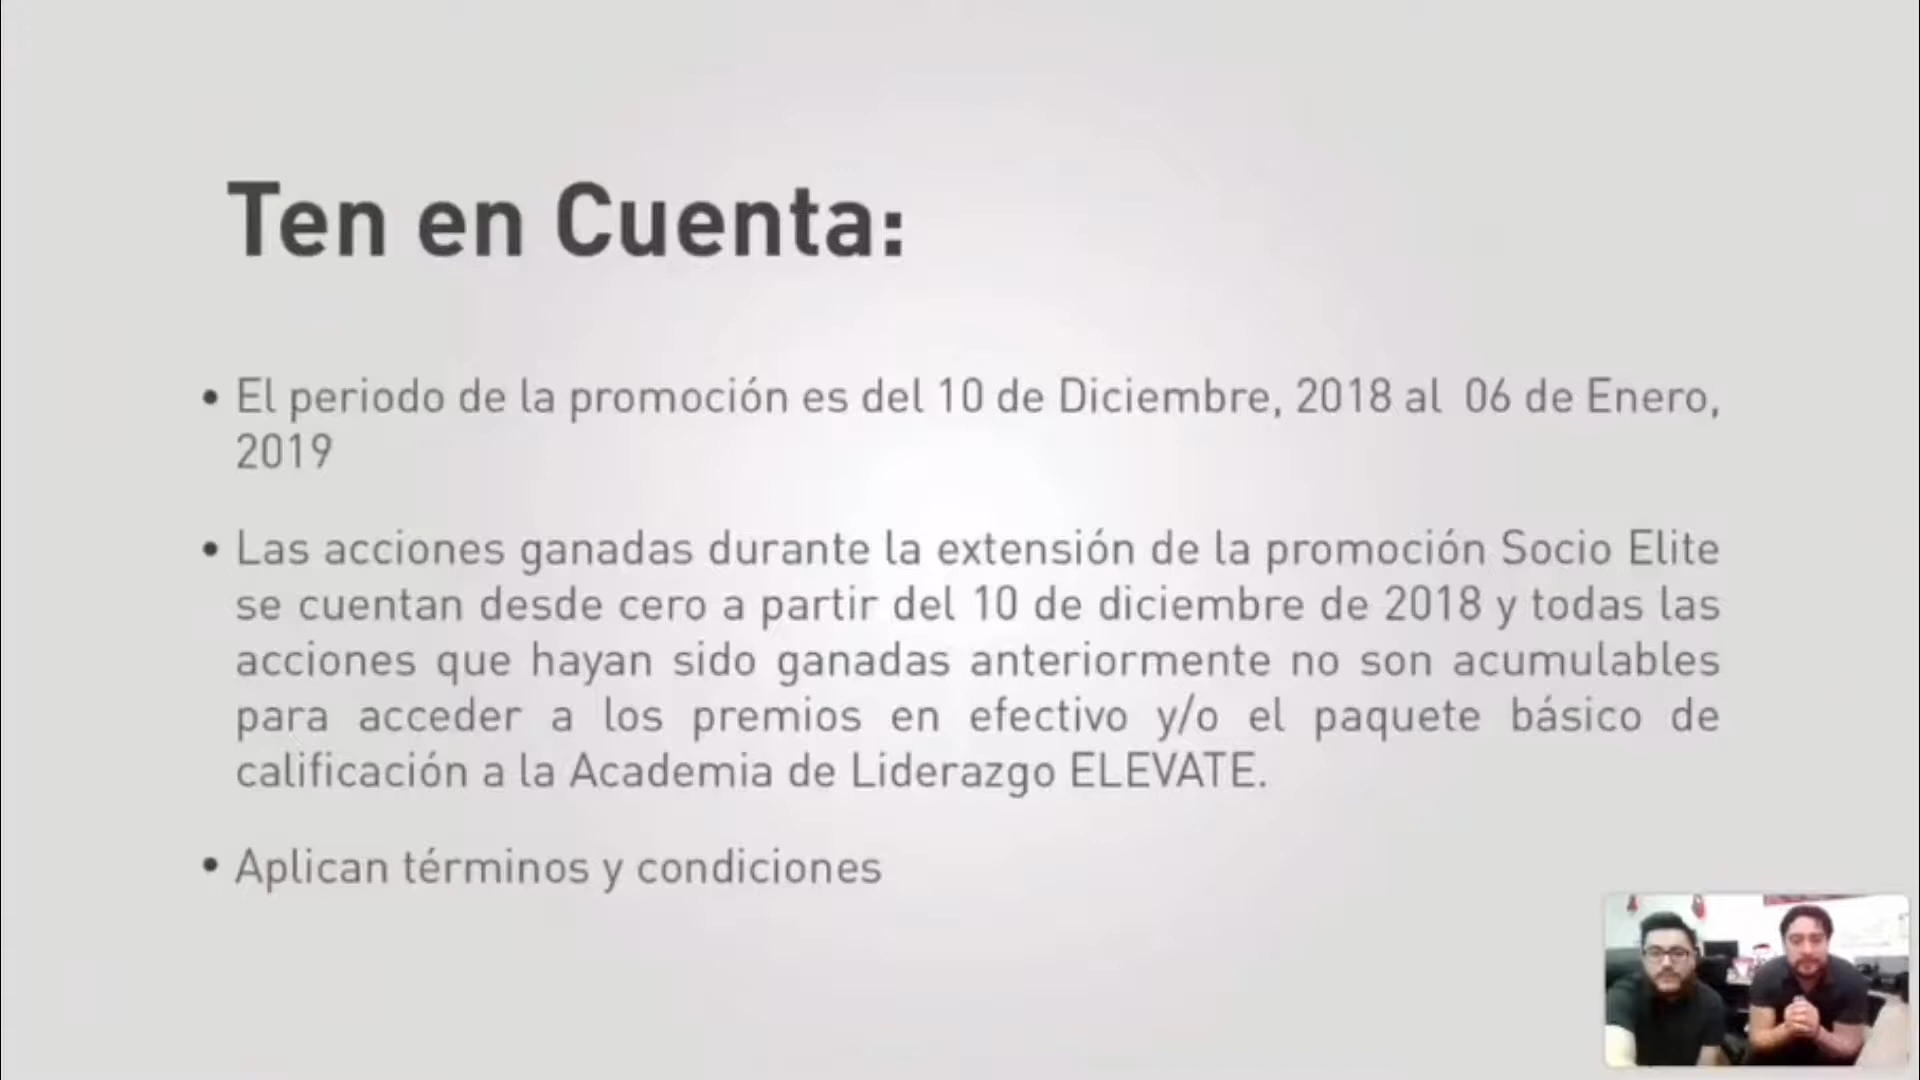 Ten en Cuenta:
• El periodo de la promoción es del 10 de Diciembre, 2018 al 06 de Enero,
2019
• Las acciones ganadas durante la extensión de la promoción Socio Elite
se cuentan desde cero a partir del 10 de diciembre de 2018 y todas las
acciones que hayan sido ganadas anteriormente no son acumulables
para acceder a los premios en efectivo y/o el paquete básico de
calificación a la Academia de Liderazgo ELEVATE.
• Aplican términos y condiciones